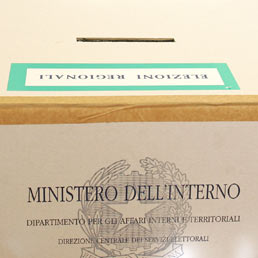 ELEZIONI REGIONALI
MINISTERO DELL'INTERNO
DIPARTIMENTO PER GLI AFFARI INTERNI E TERRITORIALI
DIREZIONE CENTRALE DEI SERVIZI ELETTORALI